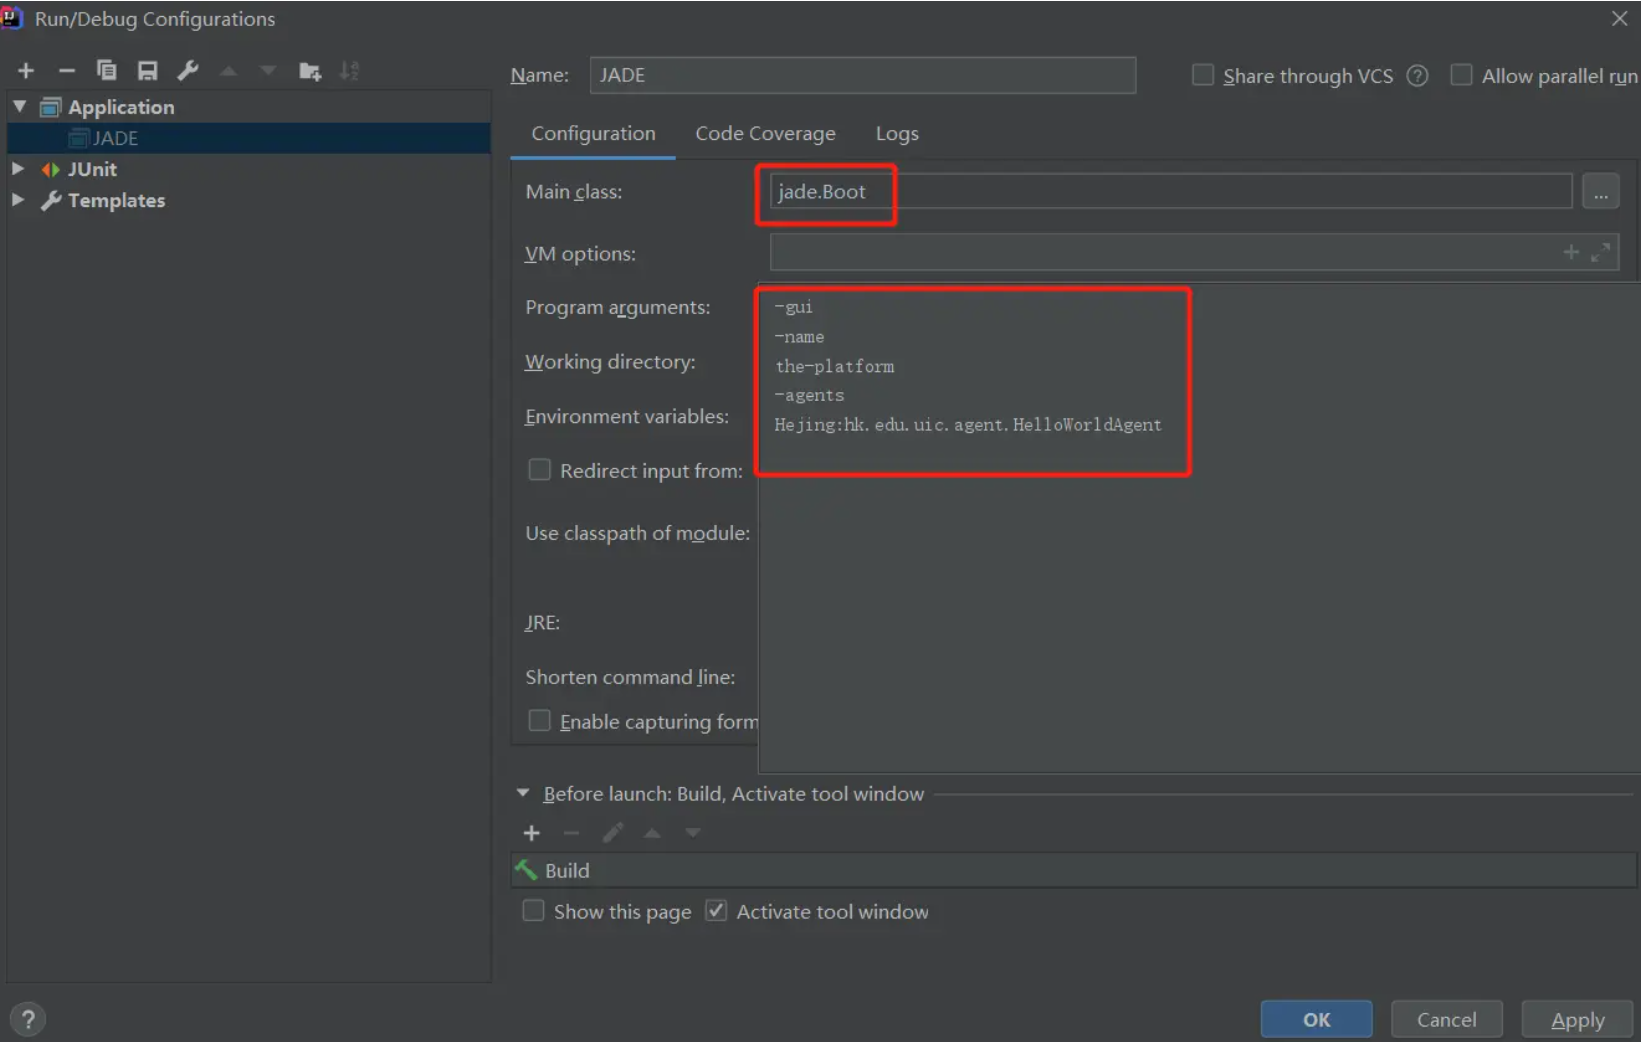 Run/Debug Configurations
Name: JADE Share through VCS ? Allow parallel run
Application
JADE
JUnit
Templates
Configuration Code Coverage Logs
Main class: jade.Boot ...
VM options:
Program arguments: -gui
-name
Working directory: the-platform
-agents
Environment variables: Hejing:hk.edu.uic.agent.HelloWorldAgent
Redirect input from:
Use classpath of module:
JRE:
Shorten command line:
Enable capturing form
Before launch: Build, Activate tool window
Build
Show this page Activate tool window
? OK Cancel Apply